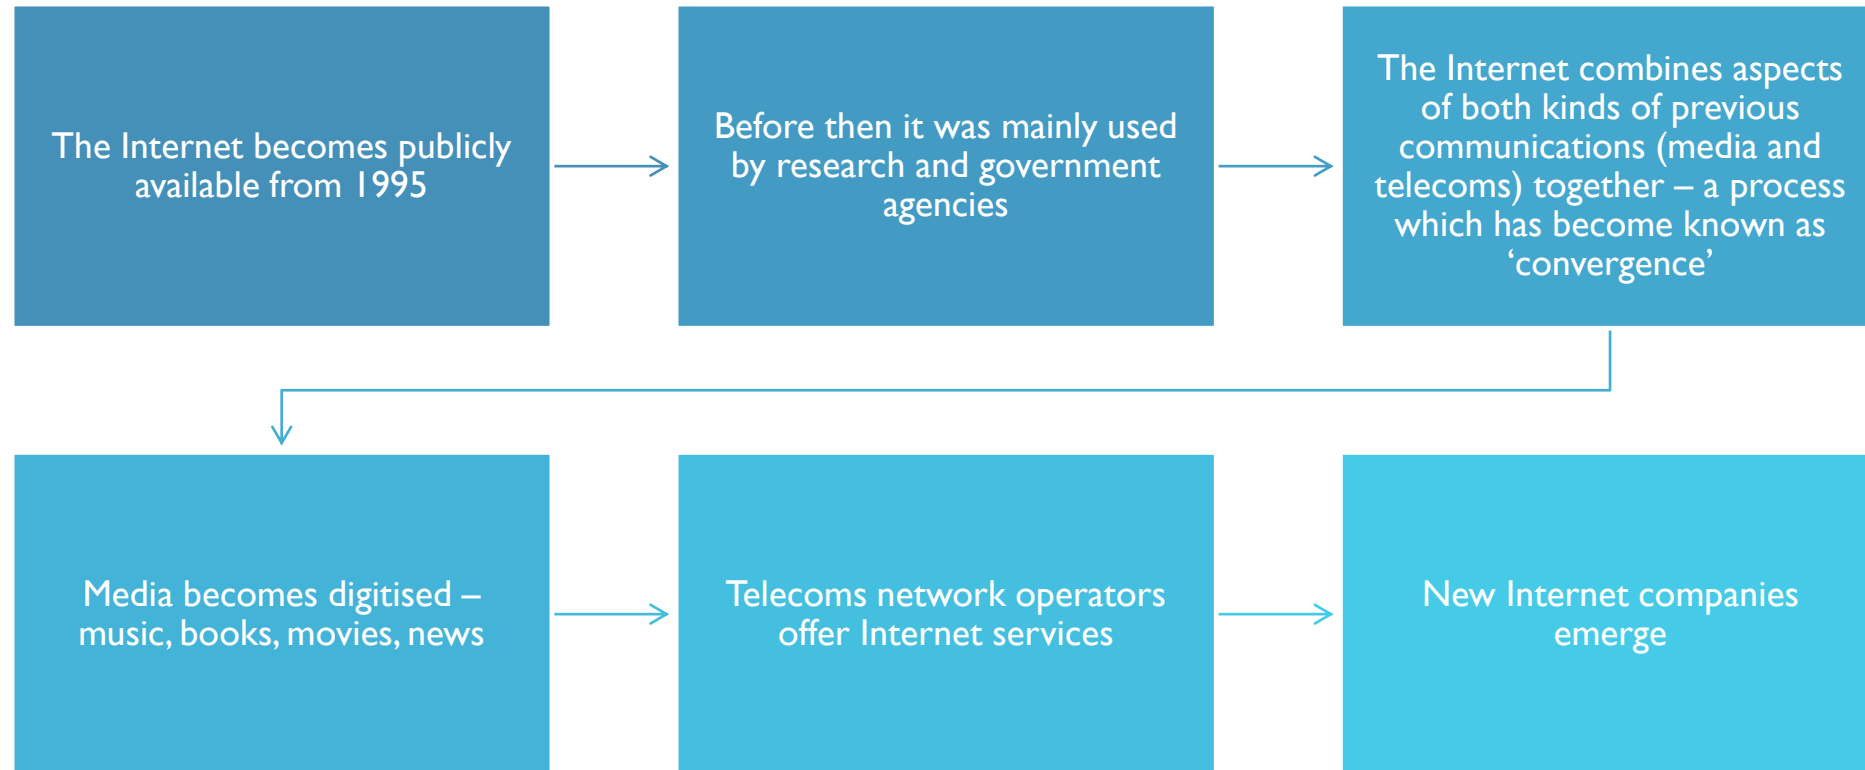 The Internet becomes publicly
available from 1995
Before then it was mainly used
by research and government
agencies
The Internet combines aspects
of both kinds of previous
communications (media and
telecoms) together – a process
which has become known as
‘convergence’
Media becomes digitised –
music, books, movies, news
Telecoms network operators
offer Internet services
New Internet companies
emerge